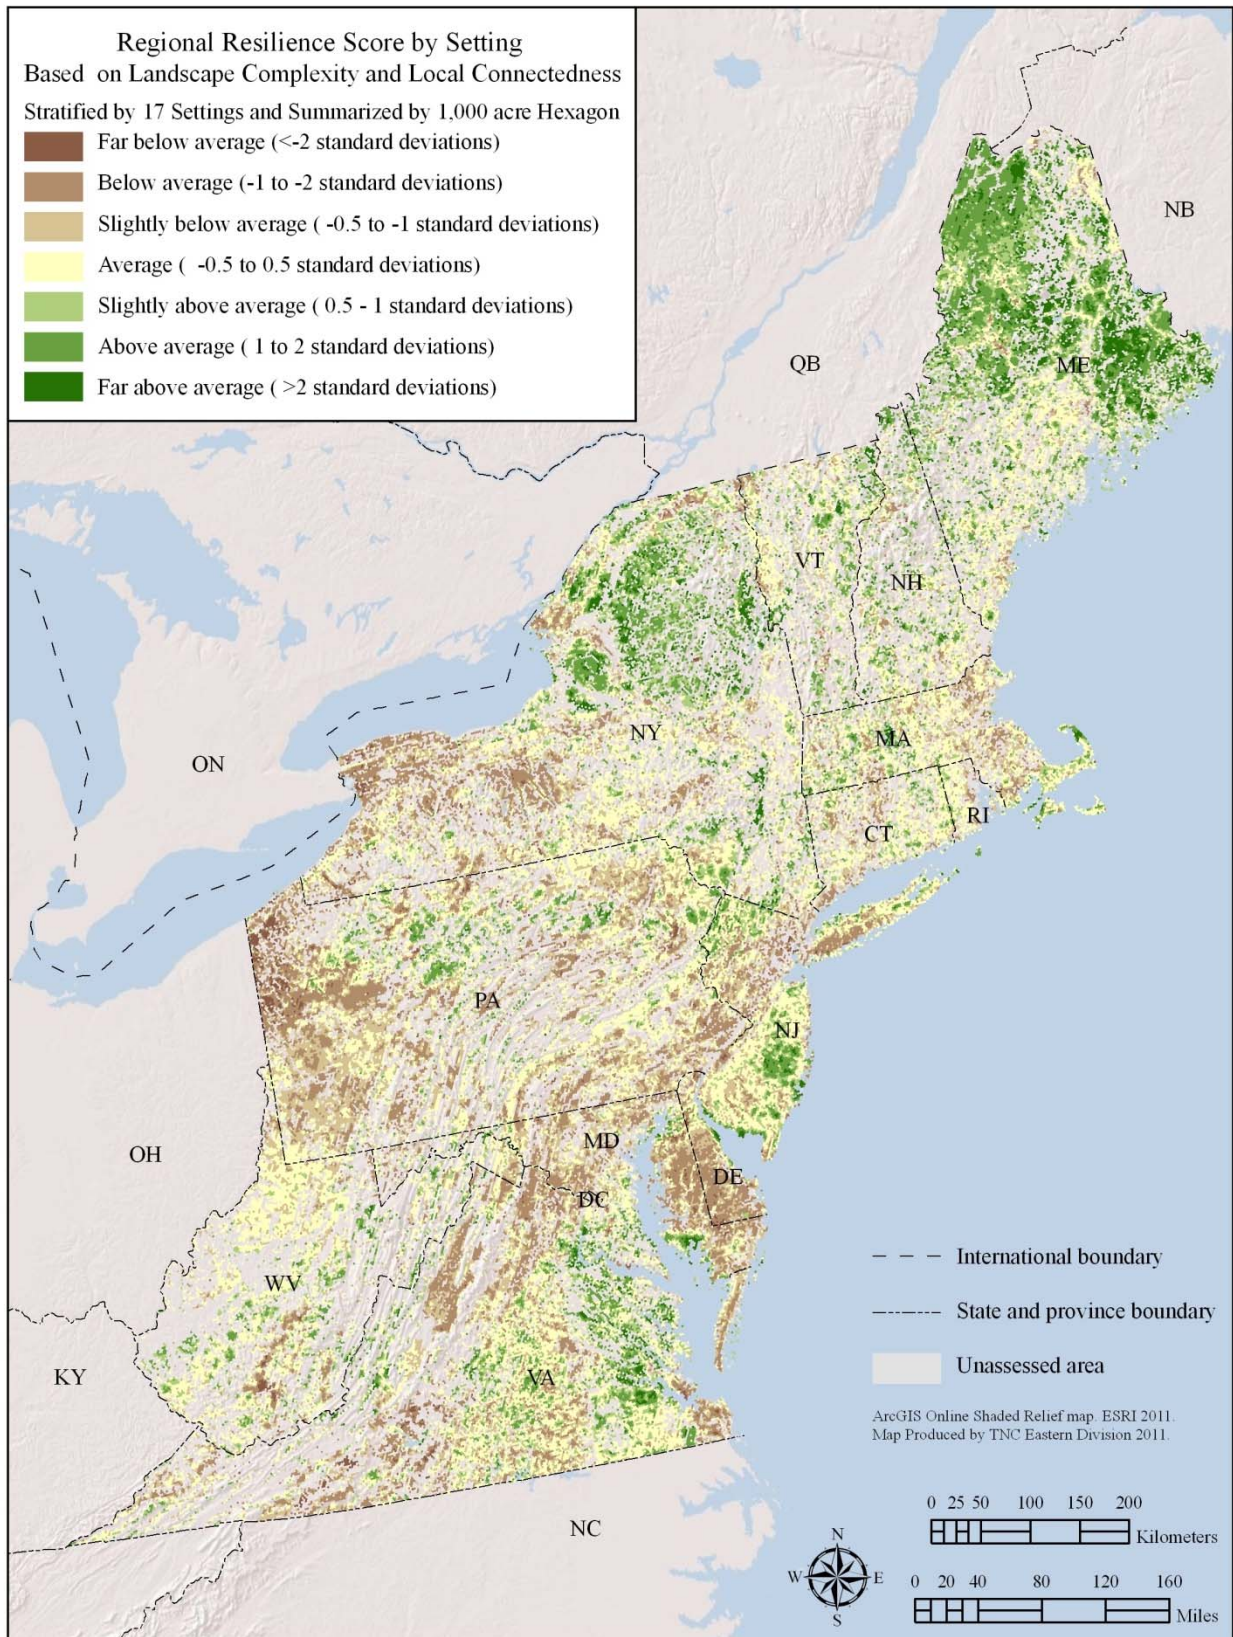 Regional Resilience Score by Setting
Based on Landscape Complexity and Local Connectedness
Stratified by 17 Settings and Summarized by 1,000 acre Hexagon
Far below average (<-2 standard deviations)
Below average (-1 to -2 standard deviations)
Slightly below average ( -0.5 to -1 standard deviations)
Average ( -0.5 to 0.5 standard deviations)
Slightly above average ( 0.5 - 1 standard deviations)
Above average ( 1 to 2 standard deviations)
Far above average ( >2 standard deviations)
NB
QB
ME
VT
NH
NY
MA
ON
RI
CT
PA
NJ
OH
MD
DE
DC
WV
KY
VA
NC
International boundary
State and province boundary
Unassessed area
ArcGIS Online Shaded Relief map. ESRI 2011.
Map Produced by TNC Eastern Division 2011.
0 25 50 100 150 200
Kilometers
N
W E
S
0 20 40 80 120 160
Miles